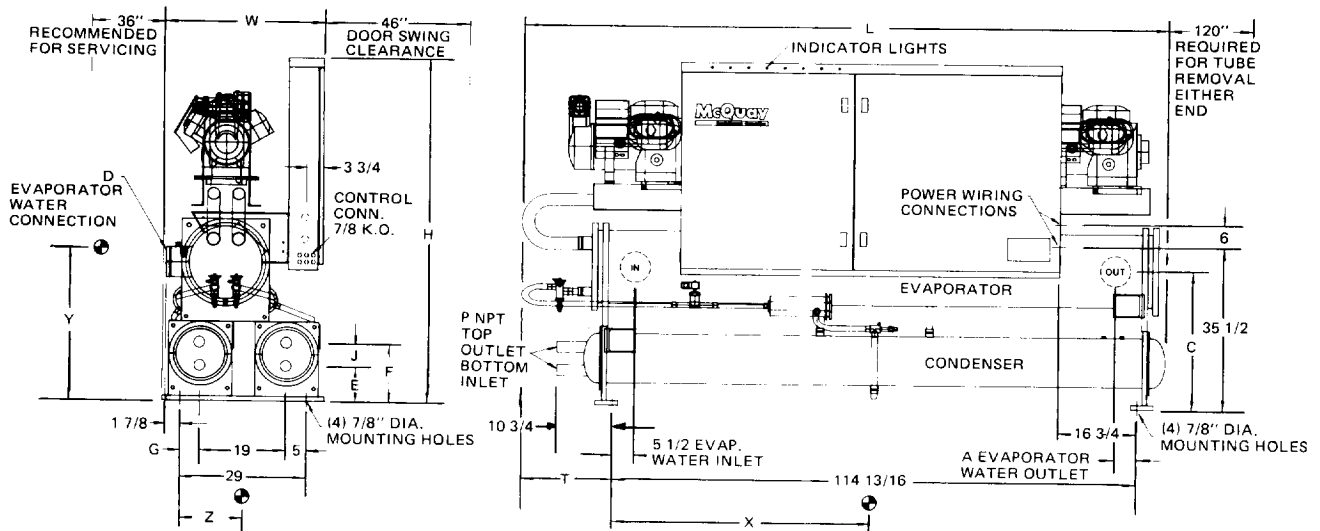 36"
RECOMMENDED
FOR SERVICING
W
46"
DOOR SWING
CLEARANCE
D
EVAPORATOR
WATER
CONNECTION
3 3/4
CONTROL
CONN.
7/8 K.O.
H
Y
J
E
F
1 7/8
(4) 7/8" DIA.
MOUNTING HOLES
G
19
5
29
Z
L
120"
REQUIRED
FOR TUBE
REMOVAL
EITHER
END
INDICATOR LIGHTS
McQuay
POWER WIRING
CONNECTIONS
6
IN
OUT
EVAPORATOR
P NPT
TOP
OUTLET
BOTTOM
INLET
CONDENSER
C
35 1/2
10 3/4
5 1/2 EVAP.
WATER INLET
16 3/4
(4) 7/8" DIA.
MOUNTING HOLES
A EVAPORATOR
WATER OUTLET
T
114 13/16
X